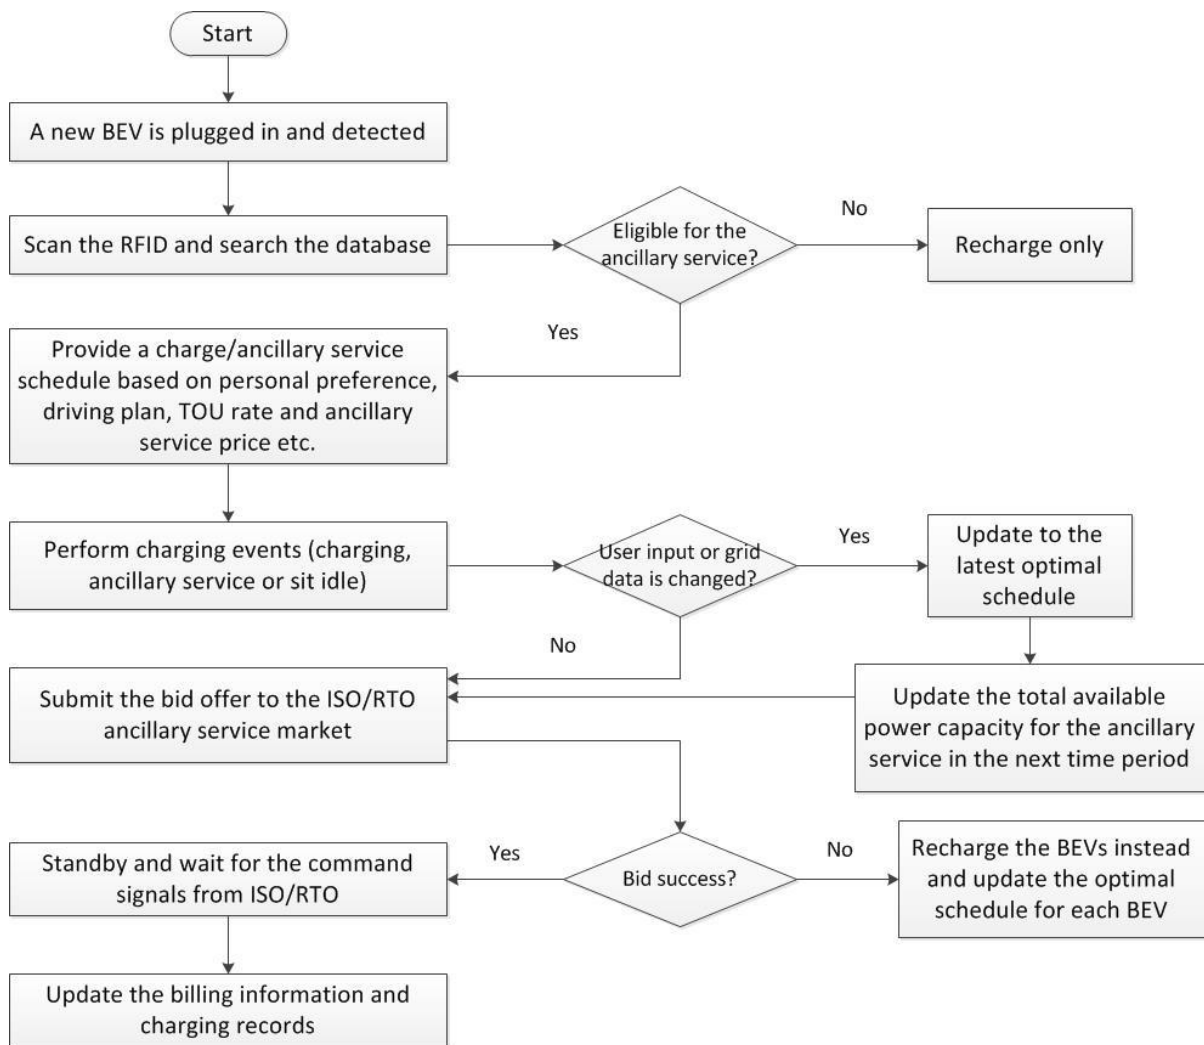 Start
A new BEV is plugged in and detected
Scan the RFID and search the database
Eligible for the
ancillary service?
No
Recharge only
Yes
Provide a charge/ancillary service
schedule based on personal preference,
driving plan, TOU rate and ancillary
service price etc.
Perform charging events (charging,
ancillary service or sit idle)
User input or grid
data is changed?
Yes
Update to the
latest optimal
schedule
No
Submit the bid offer to the ISO/RTO
ancillary service market
Update the total available
power capacity for the ancillary
service in the next time period
Bid success?
Yes
Standby and wait for the command
signals from ISO/RTO
No
Recharge the BEVs instead
and update the optimal
schedule for each BEV
Update the billing information and
charging records